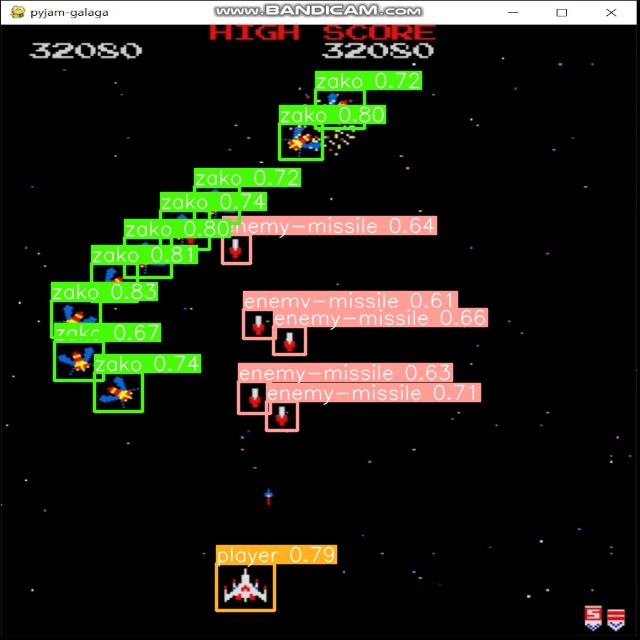 pyjam-galaga
www.BANDICAM.com
HIGH SCORE
32080 32080
zako 0.72
zako 0.80
zako 0.72
zako 0.74
enemy-missile 0.64
zako 0.80
zako 0.81
zako 0.83
enemy-missile 0.61
enemy-missile 0.66
zako 0.67
zako 0.74
enemy-missile 0.63
enemy-missile 0.71
player 0.79
5